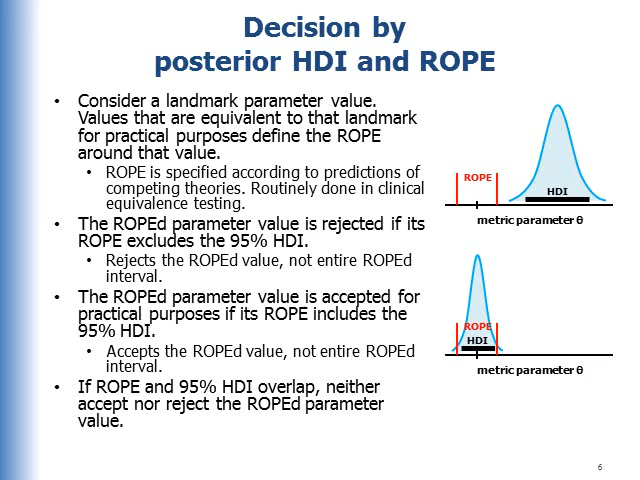 Decision by
posterior HDI and ROPE
• Consider a landmark parameter value.
Values that are equivalent to that landmark
for practical purposes define the ROPE
around that value.
• ROPE is specified according to predictions of
competing theories. Routinely done in clinical
equivalence testing.
• The ROPEd parameter value is rejected if its
ROPE excludes the 95% HDI.
• Rejects the ROPEd value, not entire ROPEd
interval.
• The ROPEd parameter value is accepted for
practical purposes if its ROPE includes the
95% HDI.
• Accepts the ROPEd value, not entire ROPEd
interval.
• If ROPE and 95% HDI overlap, neither
accept nor reject the ROPEd parameter
value.
ROPE
HDI
metric parameter θ
ROPE
HDI
metric parameter θ
6